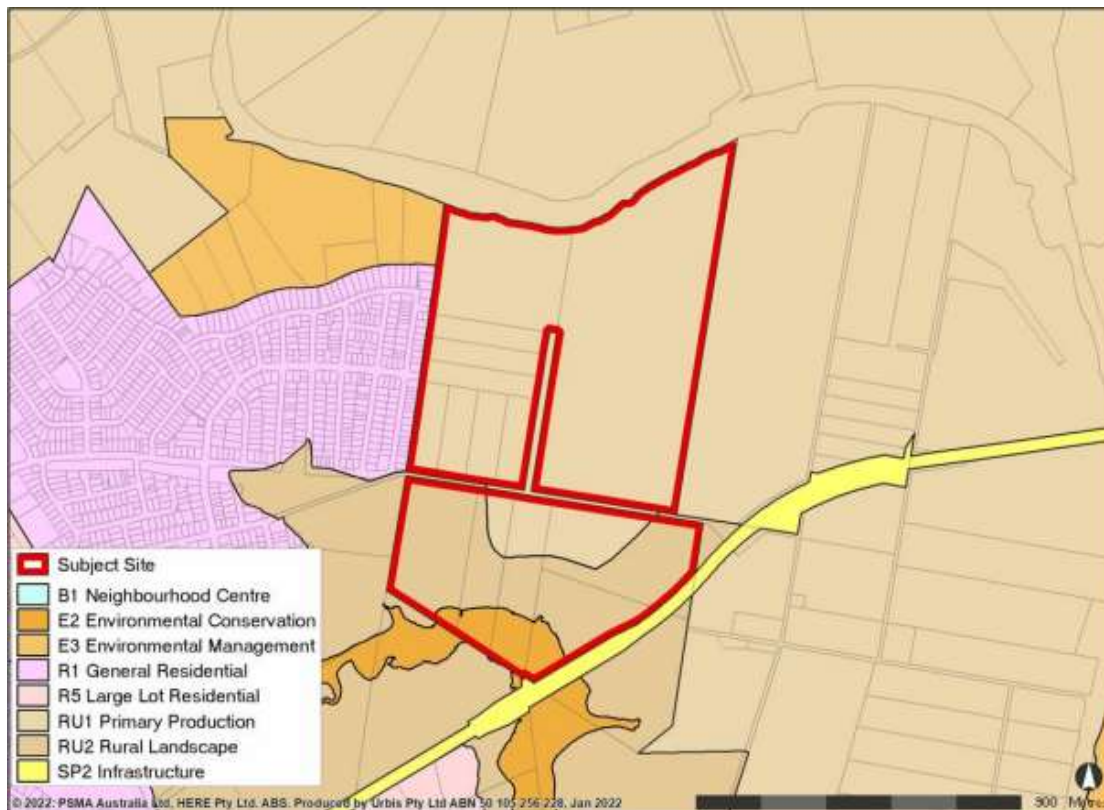 Subject Site
B1 Neighbourhood Centre
E2 Environmental Conservation
E3 Environmental Management
R1 General Residential
R5 Large Lot Residential
RU1 Primary Production
RU2 Rural Landscape
SP2 Infrastructure
© 2022: PSMA Australia Ltd, HERE Pty Ltd. ABS. Produced by Urbis Pty Ltd ABN 50 105 256 228, Jan 2022
900